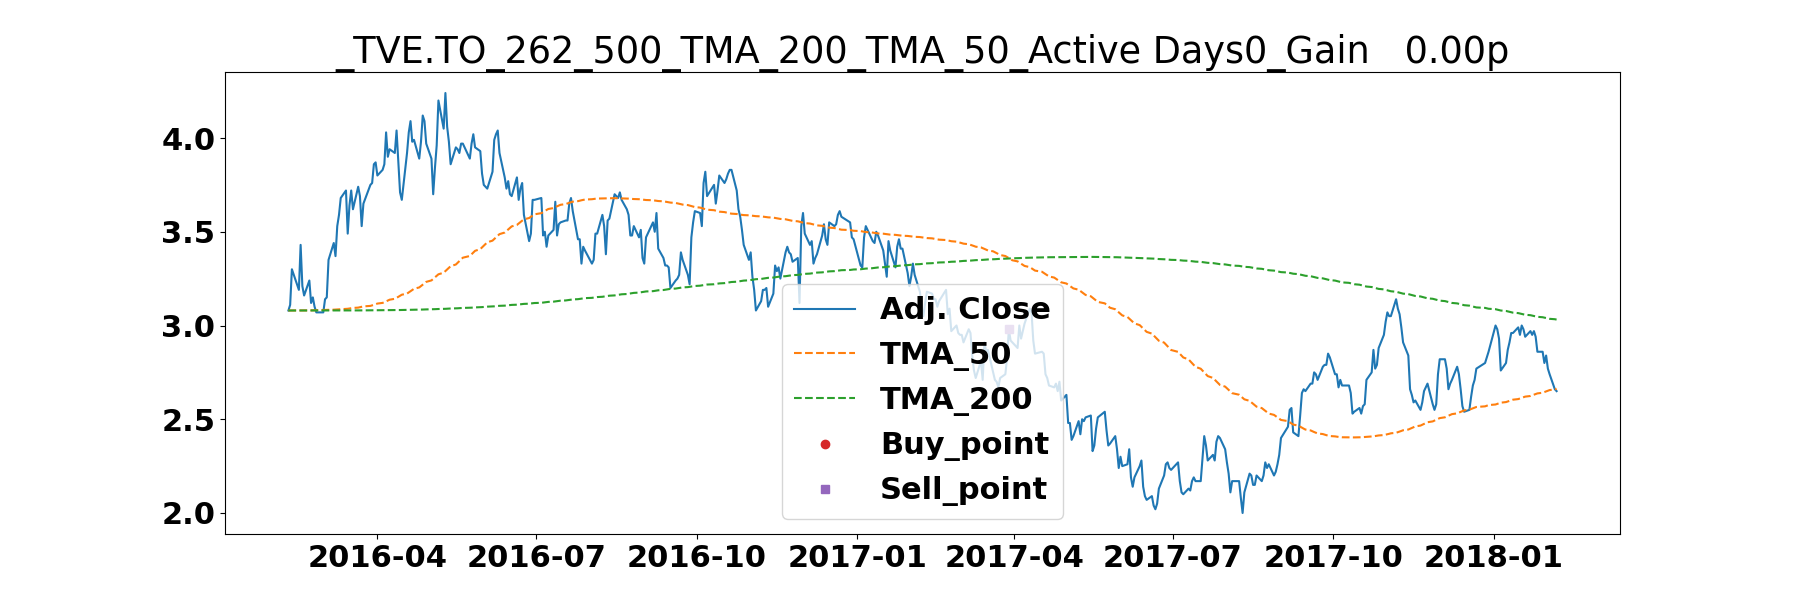 _TVE.TO_262_500_TMA_200_TMA_50_Active Days0_Gain   0.00p
4.0
3.5
3.0
2.5
2.0
Adj. Close
TMA_50
TMA_200
Buy_point
Sell_point
2016-04 2016-07 2016-10 2017-01 2017-04 2017-07 2017-10 2018-01